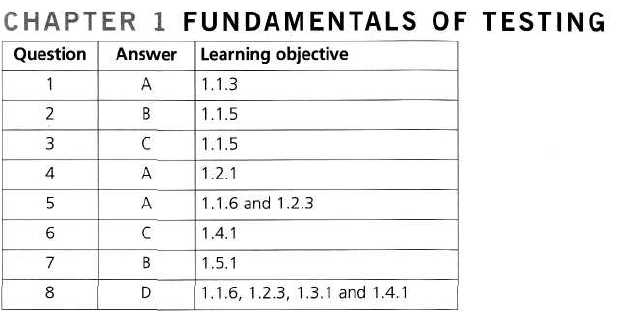 CHAPTER 1 FUNDAMENTALS OF TESTING
Question Answer Learning objective
1 A 1.1.3
2 B 1.1.5
3 C 1.1.5
4 A 1.2.1
5 A 1.1.6 and 1.2.3
6 C 1.4.1
7 B 1.5.1
8 D 1.1.6, 1.2.3, 1.3.1 and 1.4.1